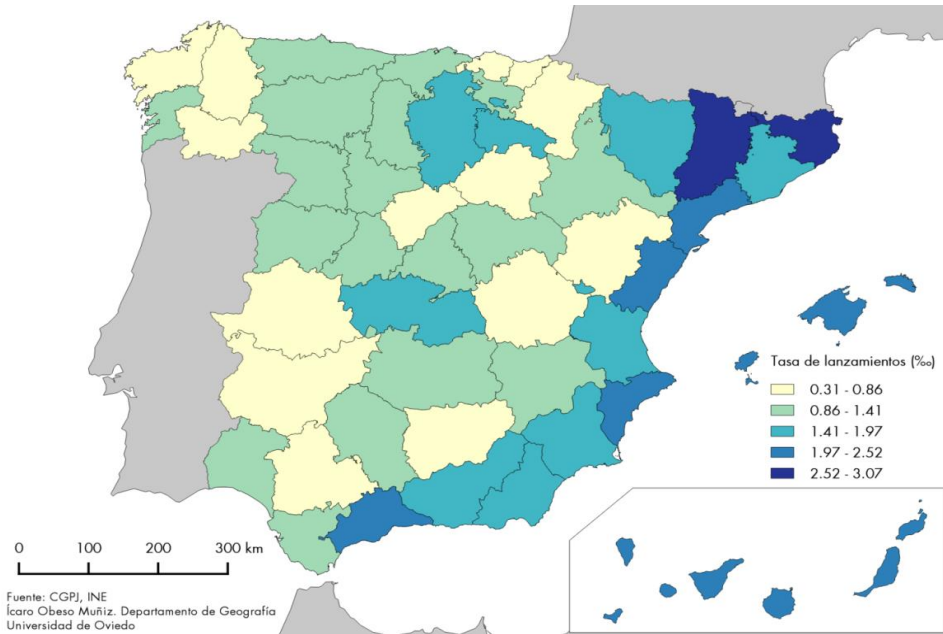 Tasa de lanzamientos (‰)
0.31 - 0.86
0.86 - 1.41
1.41 - 1.97
1.97 - 2.52
2.52 - 3.07
0 100 200 300 km
Fuente: CGPJ, INE
Ícaro Obeso Muñiz. Departamento de Geografía
Universidad de Oviedo